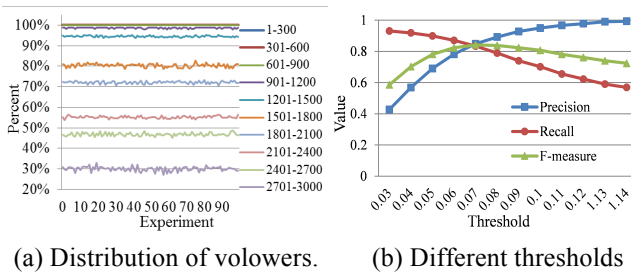 100%
90%
80%
70%
60%
50%
40%
30%
20%
Percent
0 10 20 30 40 50 60 70 80 90
Experiment
1-300
301-600
601-900
901-1200
1201-1500
1501-1800
1801-2100
2101-2400
2401-2700
2701-3000
(a) Distribution of volowers.
1
0.8
0.6
0.4
0.2
0
Value
Precision
Recall
F-measure
0.03 0.04 0.05 0.06 0.07 0.08 0.09 0.1 0.11 0.12 1.13 1.14
Threshold
(b) Different thresholds